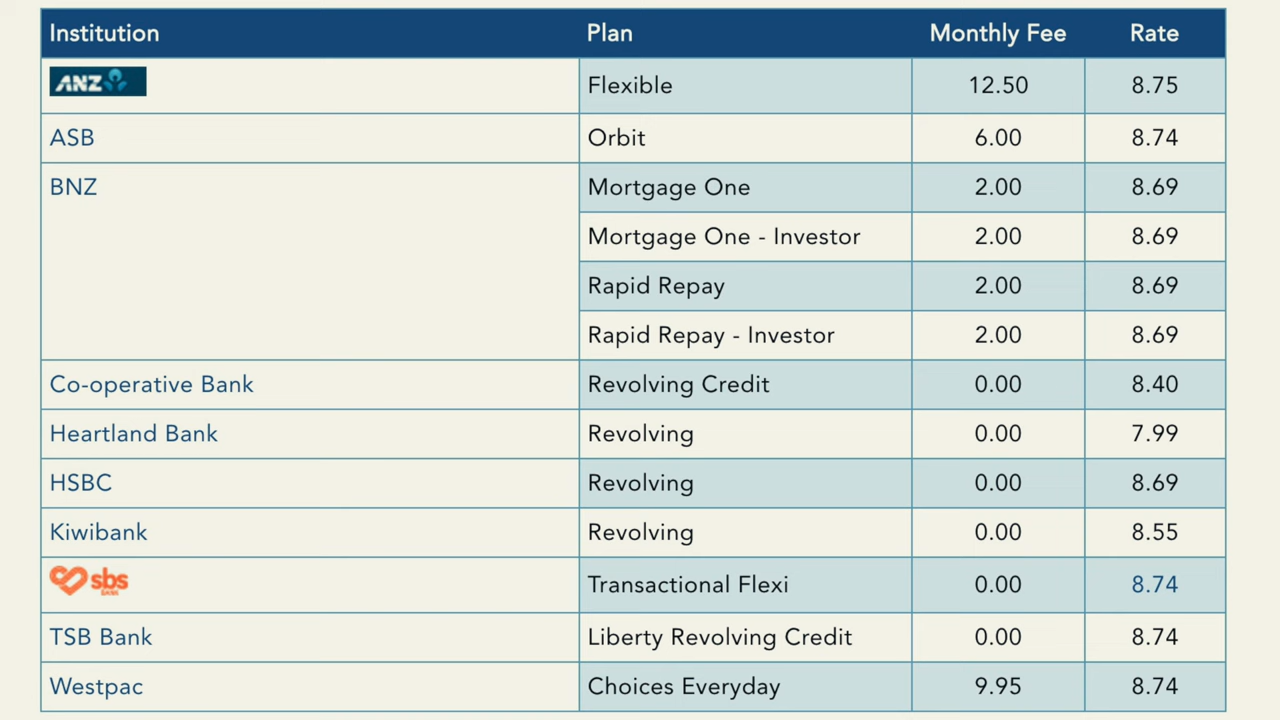 Institution Plan Monthly Fee Rate
ANZ Flexible 12.50 8.75
ASB Orbit 6.00 8.74
BNZ Mortgage One 2.00 8.69
Mortgage One - Investor 2.00 8.69
Rapid Repay 2.00 8.69
Rapid Repay - Investor 2.00 8.69
Co-operative Bank Revolving Credit 0.00 8.40
Heartland Bank Revolving 0.00 7.99
HSBC Revolving 0.00 8.69
Kiwibank Revolving 0.00 8.55
sbs BANK Transactional Flexi 0.00 8.74
TSB Bank Liberty Revolving Credit 0.00 8.74
Westpac Choices Everyday 9.95 8.74